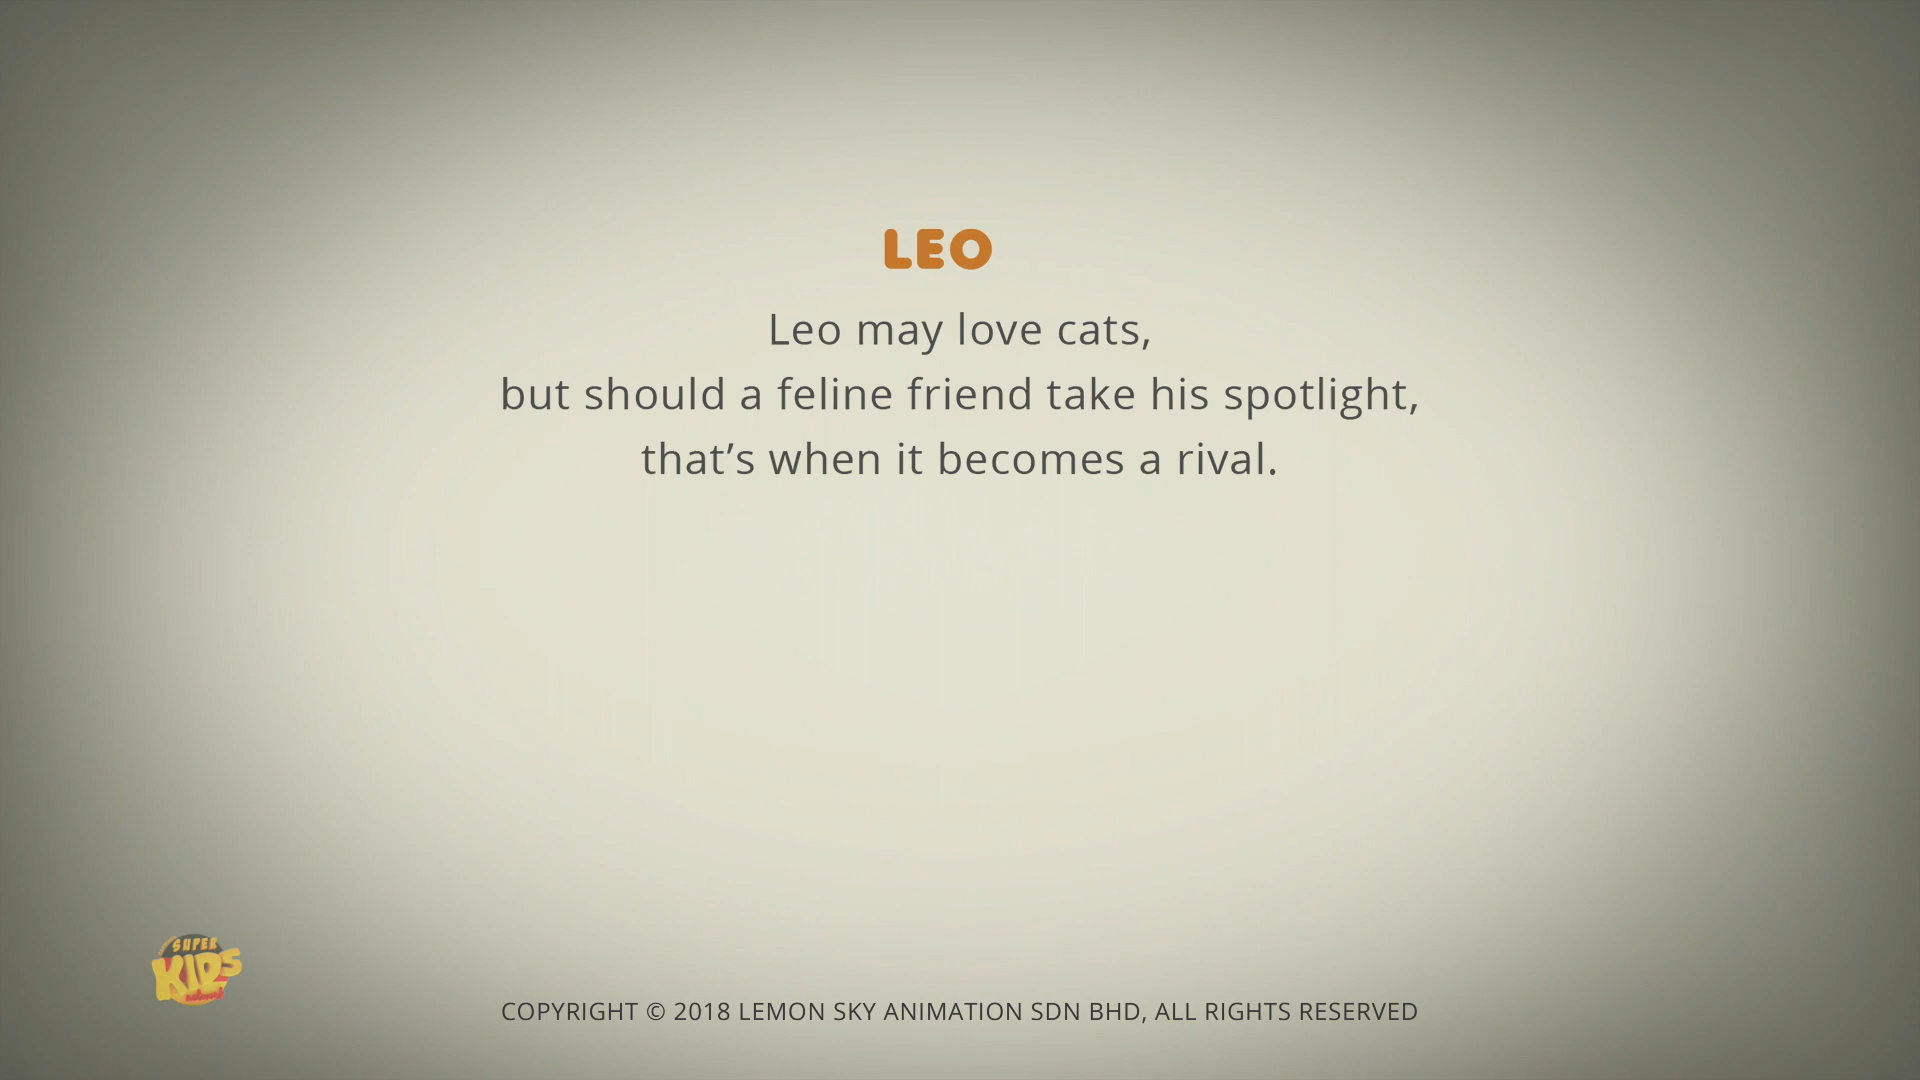 LEO
Leo may love cats,
but should a feline friend take his spotlight,
that’s when it becomes a rival.
SUPER
KIDS
COPYRIGHT © 2018 LEMON SKY ANIMATION SDN BHD, ALL RIGHTS RESERVED